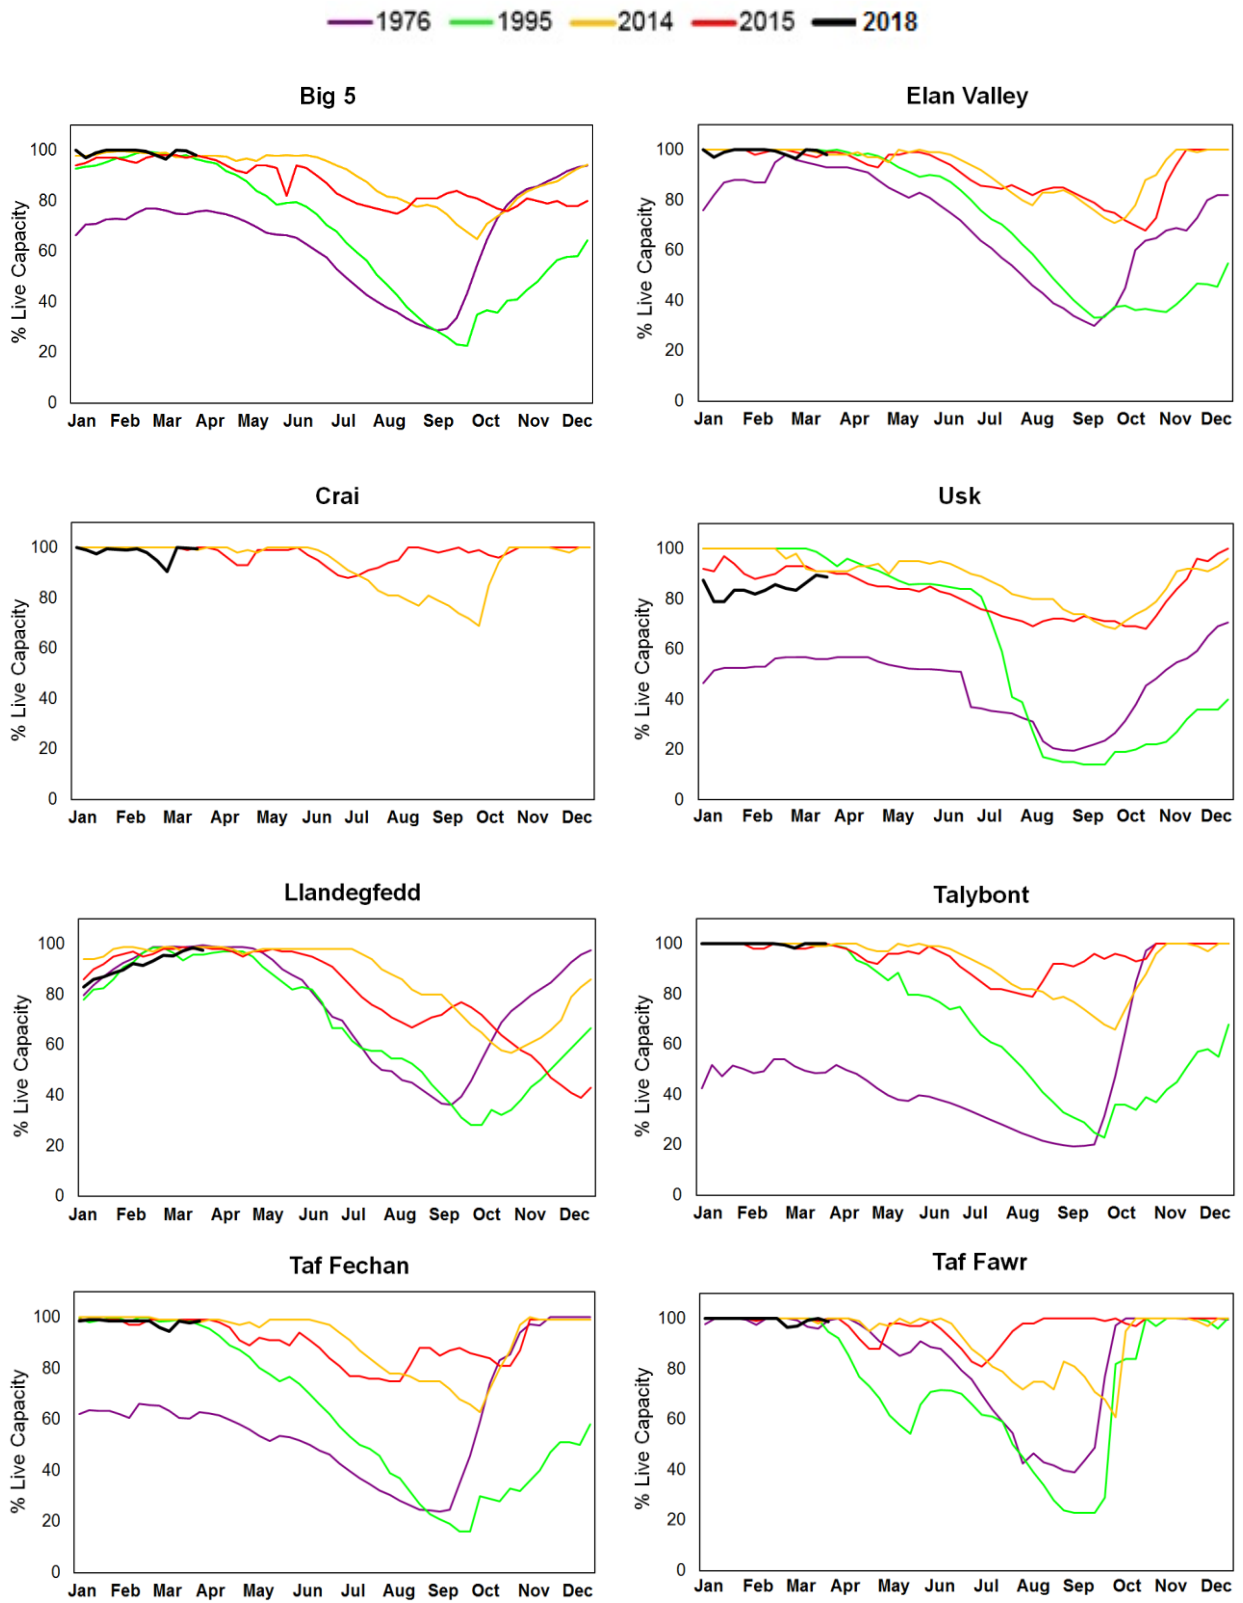 1976 1995 2014 2015 2018
Big 5
% Live Capacity
100
80
60
40
20
0
Jan Feb Mar Apr May Jun Jul Aug Sep Oct Nov Dec
Elan Valley
% Live Capacity
100
80
60
40
20
0
Jan Feb Mar Apr May Jun Jul Aug Sep Oct Nov Dec
Crai
% Live Capacity
100
80
60
40
20
0
Jan Feb Mar Apr May Jun Jul Aug Sep Oct Nov Dec
Usk
% Live Capacity
100
80
60
40
20
0
Jan Feb Mar Apr May Jun Jul Aug Sep Oct Nov Dec
Llandegfedd
% Live Capacity
100
80
60
40
20
0
Jan Feb Mar Apr May Jun Jul Aug Sep Oct Nov Dec
Talybont
% Live Capacity
100
80
60
40
20
0
Jan Feb Mar Apr May Jun Jul Aug Sep Oct Nov Dec
Taf Fechan
% Live Capacity
100
80
60
40
20
0
Jan Feb Mar Apr May Jun Jul Aug Sep Oct Nov Dec
Taf Fawr
% Live Capacity
100
80
60
40
20
0
Jan Feb Mar Apr May Jun Jul Aug Sep Oct Nov Dec